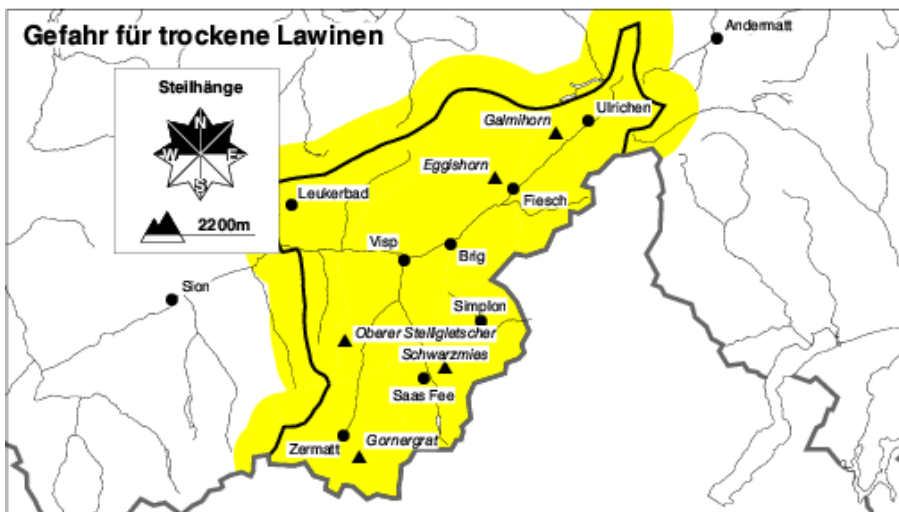 Gefahr für trockene Lawinen
Andermatt
Steilhänge
N
W
E
S
2200m
Ulrichen
Galmihorn
Eggishorn
Leukerbad
Fiesch
Visp
Brig
Sion
Simplon
Oberer Stelligletscher
Schwarzmies
Saas Fee
Zermatt
Gornergrat